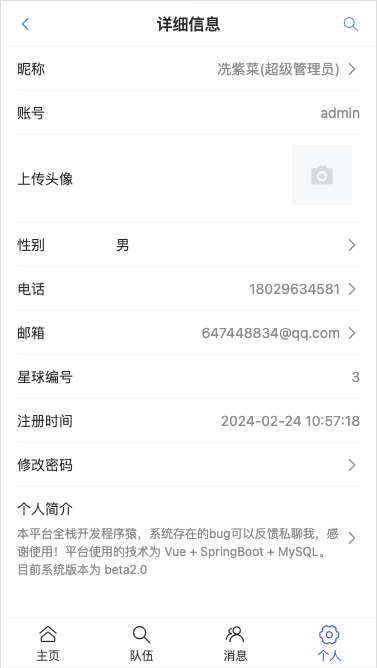 详细信息
昵称 冼紫菜(超级管理员)
账号 admin
上传头像
性别 男
电话 18029634581
邮箱 647448834@qq.com
星球编号 3
注册时间 2024-02-24 10:57:18
修改密码
个人简介
本平台全栈开发程序猿，系统存在的bug可以反馈私聊我，感
谢使用！平台使用的技术为 Vue + SpringBoot + MySQL。
目前系统版本为 beta2.0
主页 队伍 消息 个人